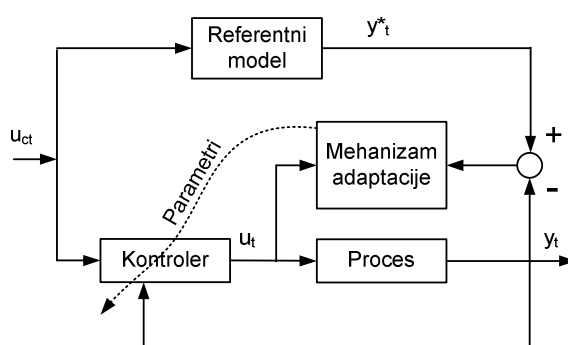 Referentni
model
y*t
uct
Parametri
Mehanizam
adaptacije
+
-
Kontroler
ut
Proces
yt